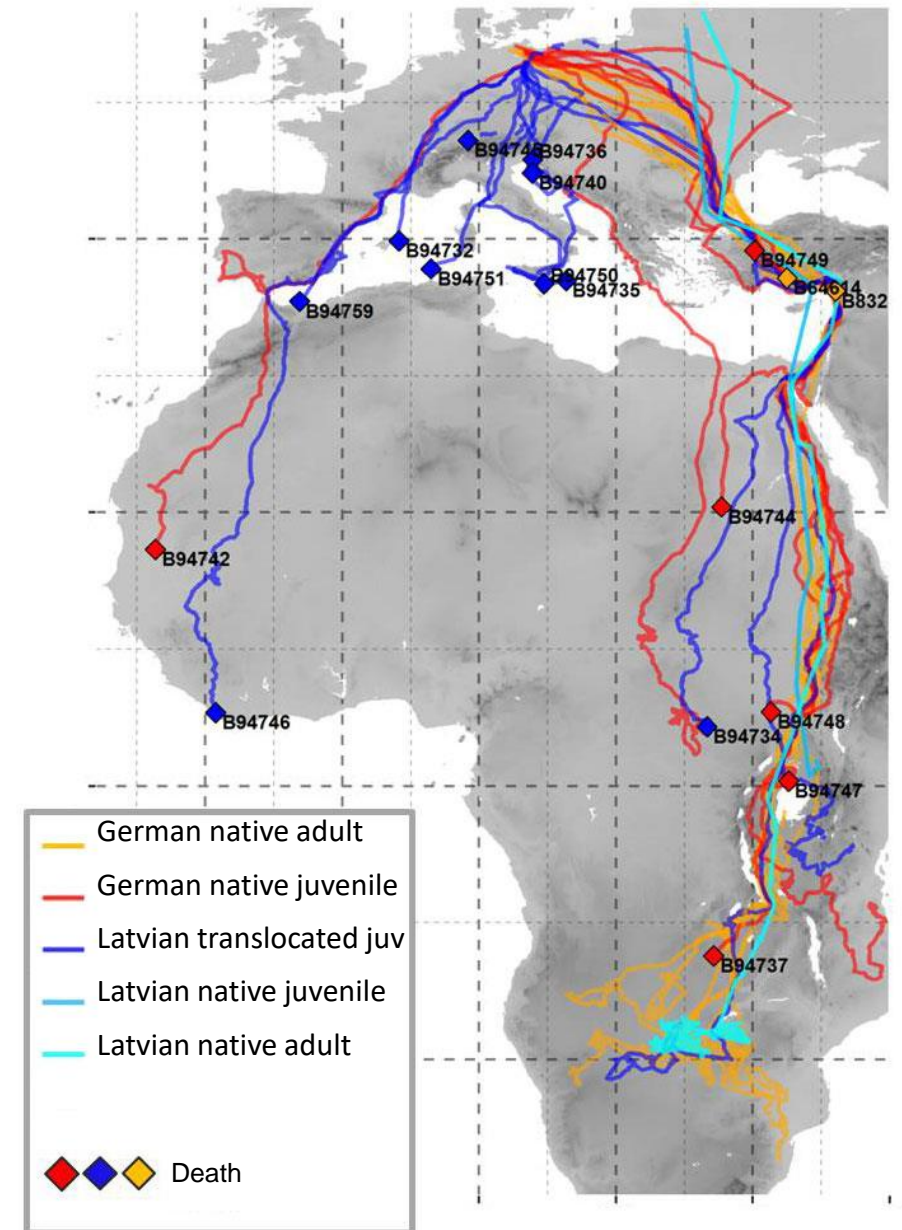 B94745
B94736
B94740
B94732
B94749
B94751
B94750
B64614
B94735
B832
B94759
B94744
B94742
B94746
B94734
B94748
B94747
B94737
German native adult
German native juvenile
Latvian translocated juv
Latvian native juvenile
Latvian native adult
Death